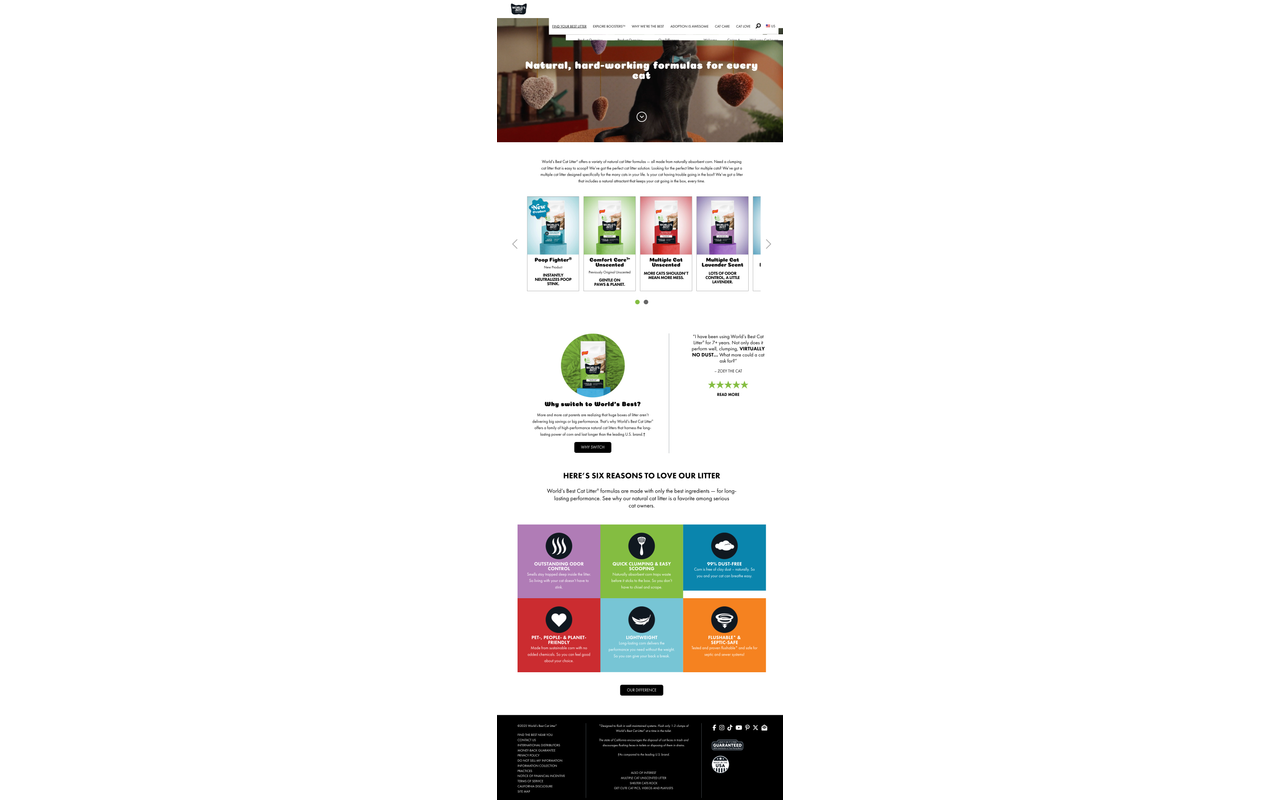 WORLD'S BEST
FIND YOUR BEST LITTER
EXPLORE BOOSTERS™
WHY WE'RE THE BEST
ADOPTION IS AWESOME
CAT CARE
CAT LOVE
US
Natural, hard-working formulas for every
cat
World's Best Cat Litter® offers a variety of natural cat litter formulas — all made from naturally absorbent corn. Need a clumping
cat litter that is easy to scoop? We've got the perfect cat litter solution. Looking for the perfect litter for multiple cats? We've got a
multiple cat litter designed specifically for the many cats in your life. Is your cat having trouble going in the box? We've got a litter
that includes a natural attractant that keeps your cat going in the box, every time.
New
Poop Fighter®
New Product
INSTANTLY
NEUTRALIZES POOP
STINK.
Comfort Care™
Unscented
Previously Original Unscented
GENTLE ON
PAWS & PLANET.
Multiple Cat
Unscented
MORE CATS SHOULDN'T
MEAN MORE MESS.
Multiple Cat
Lavender Scent
LOTS OF ODOR
CONTROL, A LITTLE
LAVENDER.
"I have been using World's Best Cat
Litter® for 7+ years. Not only does it
perform well, clumping, VIRTUALLY
NO DUST... What more could a cat
ask for?"
– ZOEY THE CAT
READ MORE
Why switch to World's Best?
More and more cat parents are realizing that huge boxes of litter aren't
delivering big savings or big performance. That's why World's Best Cat Litter®
offers a family of high performance natural cat litters that harness the long-
lasting power of corn and last longer than the leading U.S. brand.‡
WHY SWITCH
HERE'S SIX REASONS TO LOVE OUR LITTER
World's Best Cat Litter® formulas are made with only the best ingredients — for long-
lasting performance. See why our natural cat litter is a favorite among serious
cat owners.
OUTSTANDING ODOR
CONTROL
Smells stay trapped deep inside the litter.
So living with your cat doesn't have to
stink.
QUICK CLUMPING & EASY
SCOOPING
Naturally absorbent corn traps waste
before it sticks to the box. So you don't
have to chisel and scrape.
99% DUST-FREE
Corn is free of clay dust – naturally. So
you and your cat can breathe easy.
PET-, PEOPLE- & PLANET-
FRIENDLY
Made from sustainable corn with no
added chemicals. So you can feel good
about your choice.
LIGHTWEIGHT
Long-lasting corn delivers the
performance you need without the weight.
So you can give your back a break.
FLUSHABLE* &
SEPTIC-SAFE
Tested and proven flushable** and safe for
septic and sewer systems.
OUR DIFFERENCE
©2025 World's Best Cat Litter®
FIND THE BEST NEAR YOU
CONTACT US
INTERNATIONAL DISTRIBUTORS
MONEY-BACK GUARANTEE
PRIVACY POLICY
DO NOT SELL MY INFORMATION
INFORMATION COLLECTION
PRACTICES
NOTICE OF FINANCIAL INCENTIVE
TERMS OF SERVICE
CALIFORNIA DISCLOSURE
SITE MAP
*Designed to flush in well-maintained systems. Flush only 1-2 clumps of
World's Best Cat Litter® at a time in the toilet.
The state of California encourages the disposal of cat feces in trash and
discourages flushing feces in toilets or disposing of them in drains.
‡As compared to the leading U.S. brand.
ALSO OF INTEREST
MULTIPLE CAT UNSCENTED LITTER
SHELTER CATS ROCK
GET CUTE CAT PICS, VIDEOS AND PLAYLISTS
GUARANTEED
USA